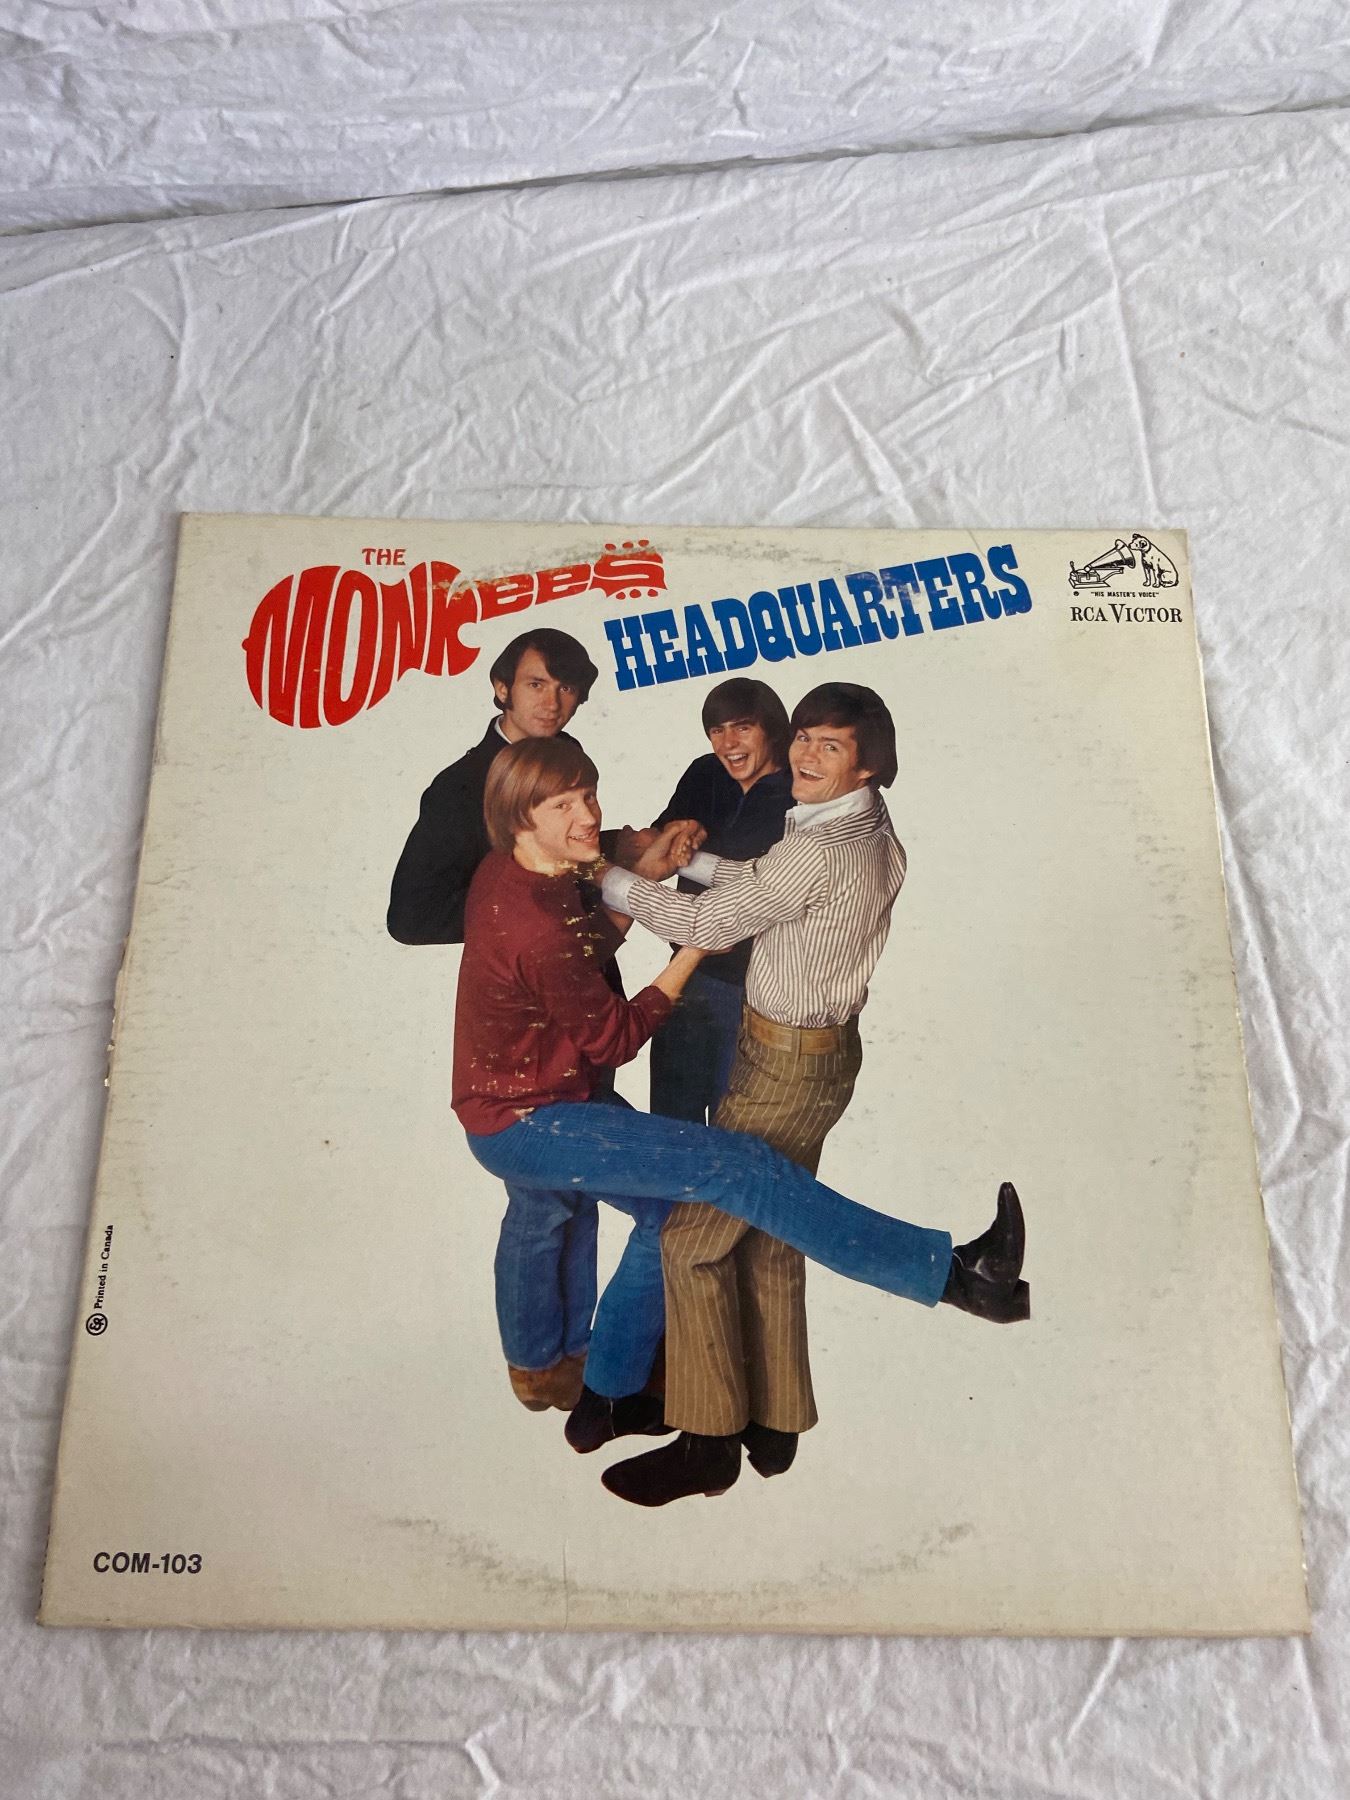 THE
MONKEES
HEADQUARTERS
"HIS MASTER'S VOICE"
RCA VICTOR
Printed in Canada
COM-103